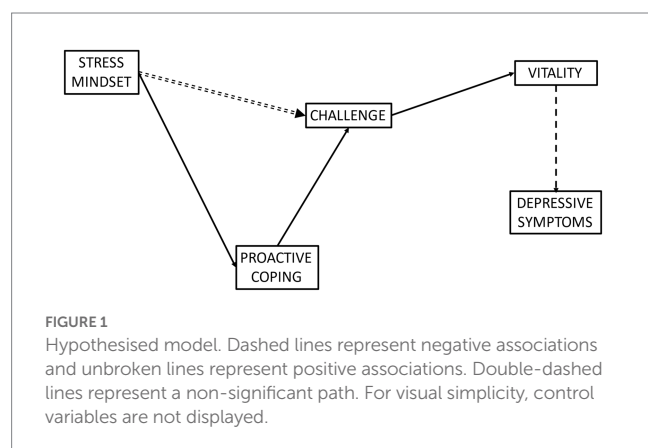 STRESS
MINDSET
VITALITY
CHALLENGE
DEPRESSIVE
SYMPTOMS
PROACTIVE
COPING
FIGURE 1
Hypothesised model. Dashed lines represent negative associations
and unbroken lines represent positive associations. Double-dashed
lines represent a non-significant path. For visual simplicity, control
variables are not displayed.